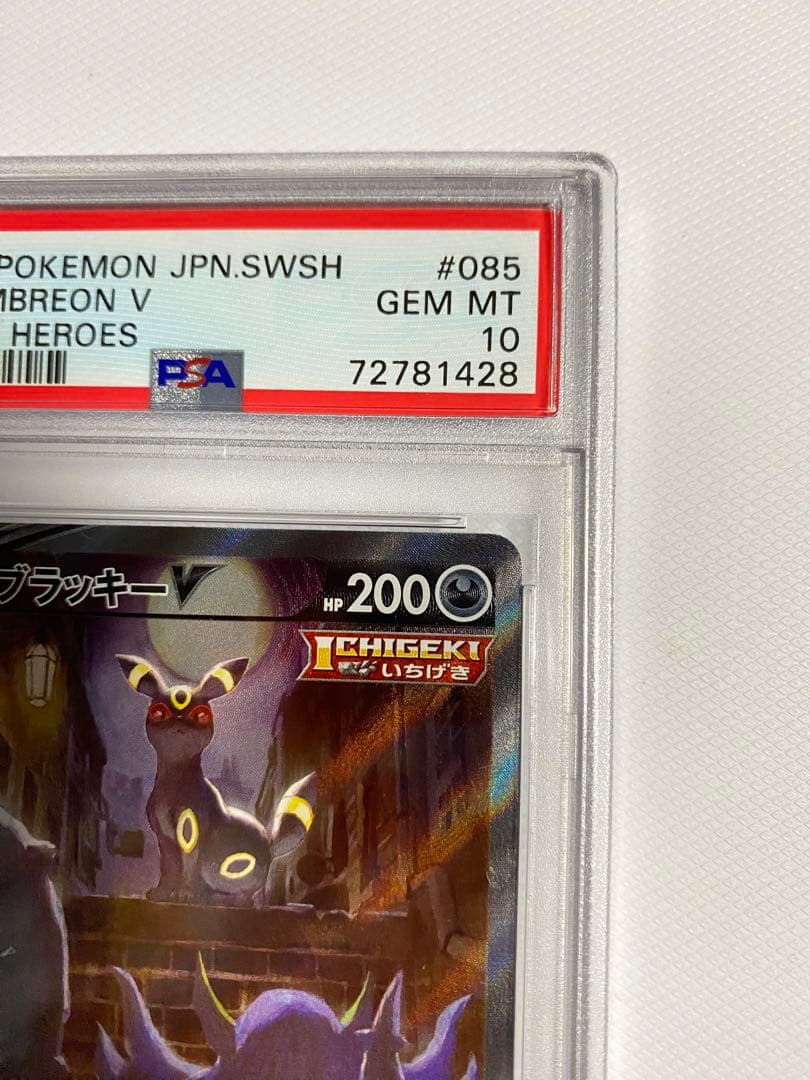 POKEMON JPN.SWSH #085
MBREON V GEM MT
HEROES 10
PSA 72781428
ブラッキーV HP 200
ICHIGEKI
いちげき